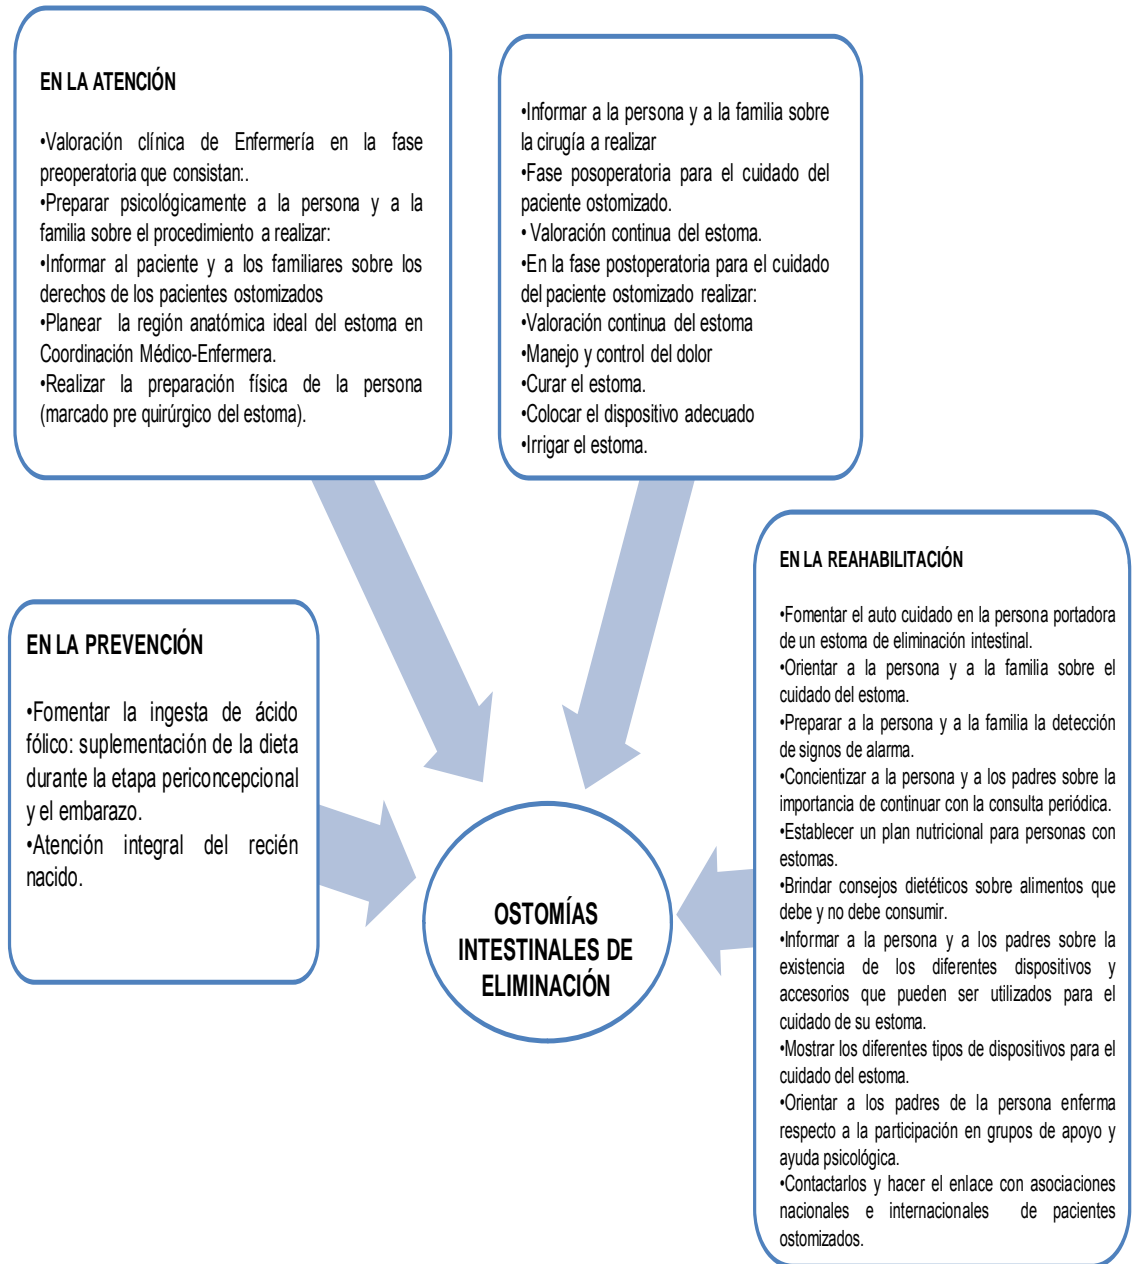 EN LA ATENCIÓN
•Valoración clínica de Enfermería en la fase
preoperatoria que consistan:.
•Preparar psicológicamente a la persona y a la
familia sobre el procedimiento a realizar:
•Informar al paciente y a los familiares sobre los
derechos de los pacientes ostomizados
•Planear la región anatómica ideal del estoma en
Coordinación Médico-Enfermera.
•Realizar la preparación física de la persona
(marcado pre quirúrgico del estoma).
•Informar a la persona y a la familia sobre
la cirugía a realizar
•Fase posoperatoria para el cuidado del
paciente ostomizado.
• Valoración continua del estoma.
•En la fase postoperatoria para el cuidado
del paciente ostomizado realizar:
•Valoración continua del estoma
•Manejo y control del dolor
•Curar el estoma.
•Colocar el dispositivo adecuado
•Irrigar el estoma.
EN LA PREVENCIÓN
•Fomentar la ingesta de ácido
fólico: suplementación de la dieta
durante la etapa periconcepcional
y el embarazo.
•Atención integral del recién
nacido.
OSTOMÍAS
INTESTINALES DE
ELIMINACIÓN
EN LA REAHABILITACIÓN
•Fomentar el auto cuidado en la persona portadora
de un estoma de eliminación intestinal.
•Orientar a la persona y a la familia sobre el
cuidado del estoma.
•Preparar a la persona y a la familia la detección
de signos de alarma.
•Concientizar a la persona y a los padres sobre la
importancia de continuar con la consulta periódica.
•Establecer un plan nutricional para personas con
estomas.
•Brindar consejos dietéticos sobre alimentos que
debe y no debe consumir.
•Informar a la persona y a los padres sobre la
existencia de los diferentes dispositivos y
accesorios que pueden ser utilizados para el
cuidado de su estoma.
•Mostrar los diferentes tipos de dispositivos para el
cuidado del estoma.
•Orientar a los padres de la persona enferma
respecto a la participación en grupos de apoyo y
ayuda psicológica.
•Contactarlos y hacer el enlace con asociaciones
nacionales e internacionales de pacientes
ostomizados.